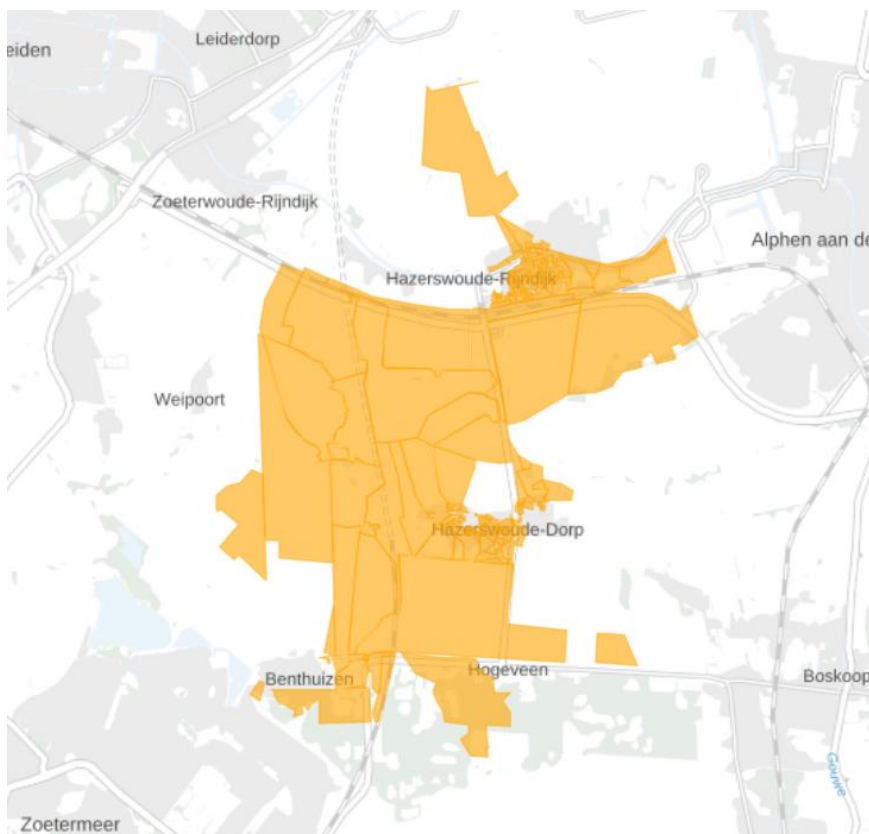 Leiderdorp
eiden
Zoeterwoude-Rijndijk
Alphen aan de
Hazerswoude-Rijndijk
Weipoort
Hazerswoude-Dorp
Hogeveen
Benthuizen
Boskoop
Gouwe
Zoetermeer